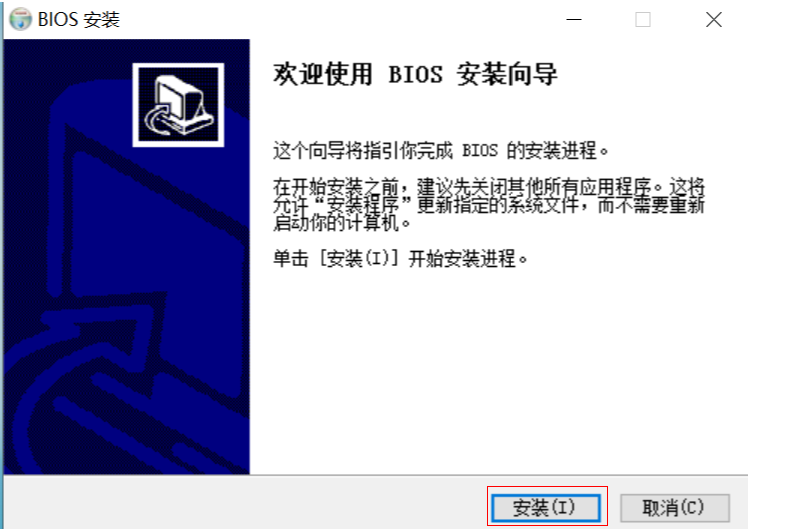 BIOS 安装
欢迎使用 BIOS 安装向导
这个向导将指引你完成 BIOS 的安装进程。
在开始安装之前，建议先关闭其他所有应用程序。这将
允许“安装程序”更新指定的系统文件，而不需要重新
启动你的计算机。
单击 [安装(I)] 开始安装进程。
安装(I)
取消(C)